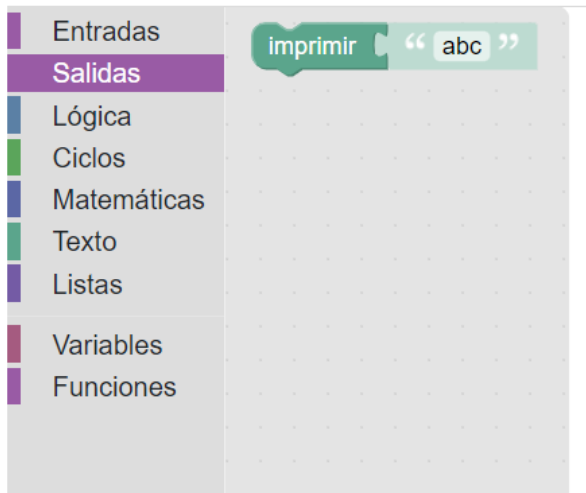 Entradas
Salidas
Lógica
Ciclos
Matemáticas
Texto
Listas
Variables
Funciones
imprimir “ abc ”